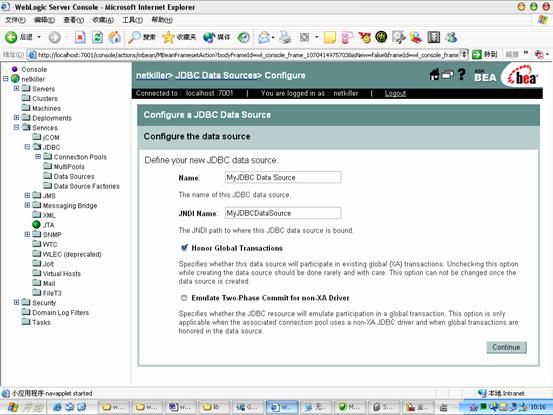 WebLogic Server Console - Microsoft Internet Explorer
文件(F) 编辑(E) 查看(V) 收藏(A) 工具(T) 帮助(H)
后退 搜索 收藏夹 媒体
地址(D) http://localhost:7001/console/actions/mbean/MBeanFramesetAction?bodyFrameId=wl_console_frame_1070414975703&isNew=false&frameId=wl_console_frame_ 转到 链接
Console
netkiller
Servers
Clusters
Machines
Deployments
Services
jCOM
JDBC
Connection Pools
MultiPools
Data Sources
Data Source Factories
JMS
Messaging Bridge
XML
JTA
SNMP
WTC
WLEC (deprecated)
Jolt
Virtual Hosts
Mail
FileT3
Security
Domain Log Filters
Tasks
netkiller> JDBC Data Sources> Configure
ASK BEA
bea
Connected to : localhost :7001 | You are logged in as : netkiller | Logout
Configure a JDBC Data Source
Configure the data source
Define your new JDBC data source.
Name: MyJDBC Data Source
The name of this JDBC data source.
JNDI Name: MyJDBCDataSource
The JNDI path to where this JDBC data source is bound.
Honor Global Transactions
Specifies whether this data source will participate in existing global (XA) transactions. Unchecking this option
while creating the data source should be done rarely and with care. This option can not be changed once the
data source is created.
Emulate Two-Phase Commit for non-XA Driver
Specifies whether the JDBC resource will emulate participation in a global transaction. This option is only
applicable when the associated connection pool uses a non-XA JDBC driver and when global transactions are
honored in the data source.
Continue
小应用程序 navapplet started 本地 Intranet
开始 w... w... w... lib G... W... 无... M... S... 金... 10:16